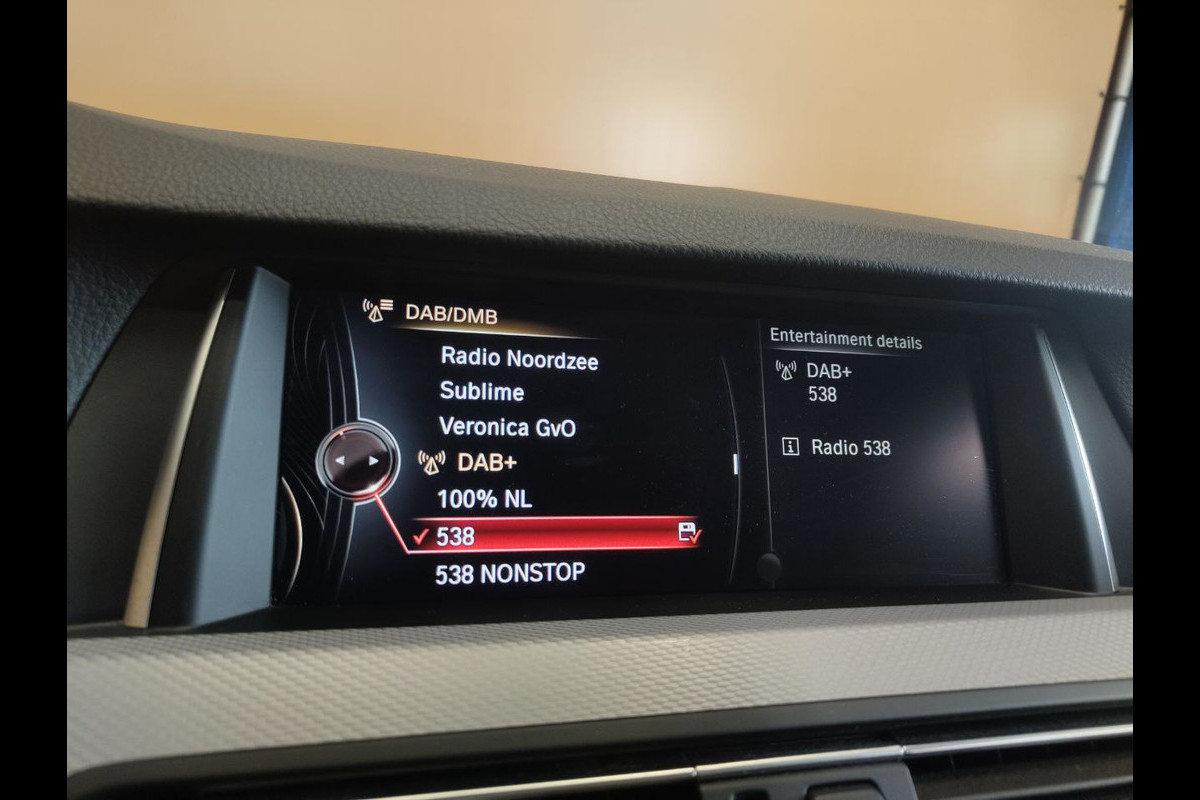 DAB/DMB
Radio Noordzee
Sublime
Veronica GvO
DAB+
100% NL
538
538 NONSTOP
Entertainment details
DAB+
538
Radio 538